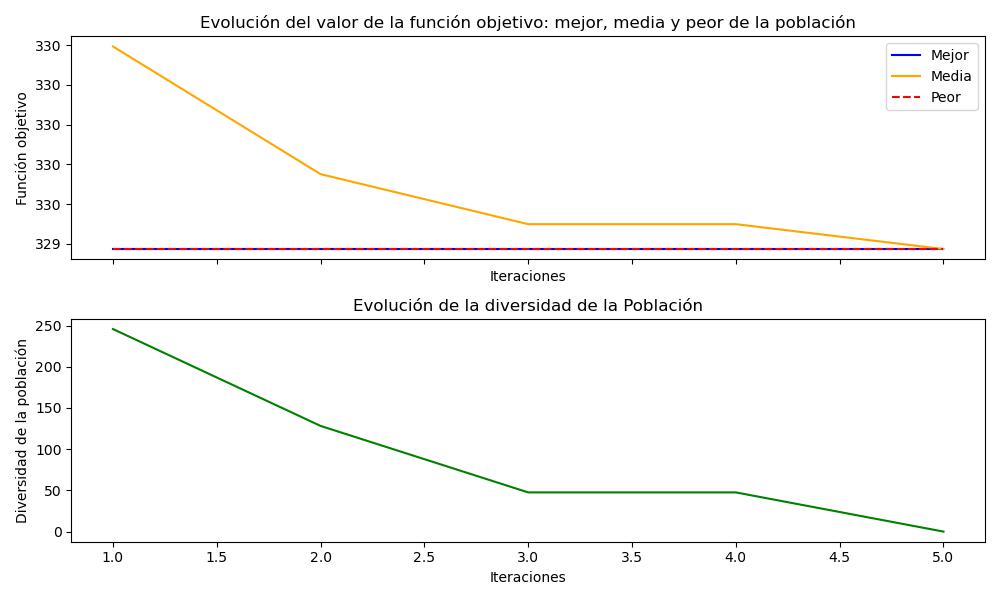 Evolución del valor de la función objetivo: mejor, media y peor de la población
Función objetivo
330
330
330
330
330
329
Mejor
Media
Peor
Iteraciones
Evolución de la diversidad de la Población
Diversidad de la población
250
200
150
100
50
0
1.0 1.5 2.0 2.5 3.0 3.5 4.0 4.5 5.0
Iteraciones